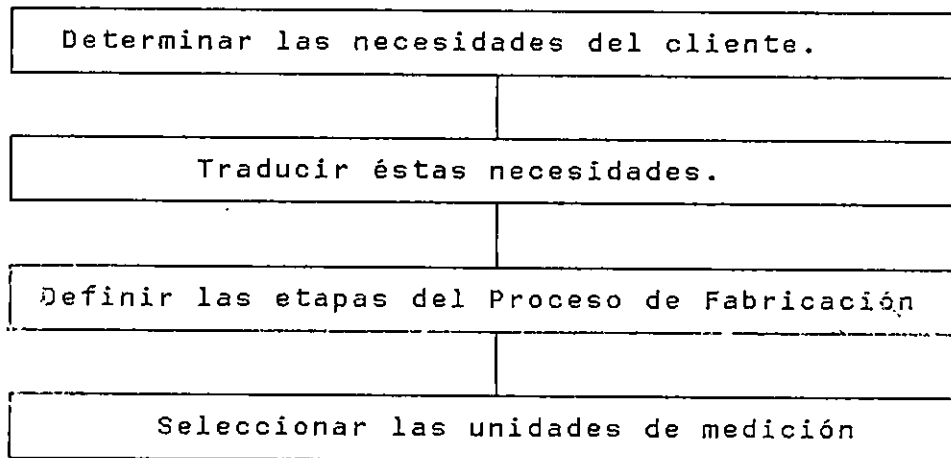 Determinar las necesidades del cliente.
Traducir éstas necesidades.
Definir las etapas del Proceso de Fabricación
Seleccionar las unidades de medición